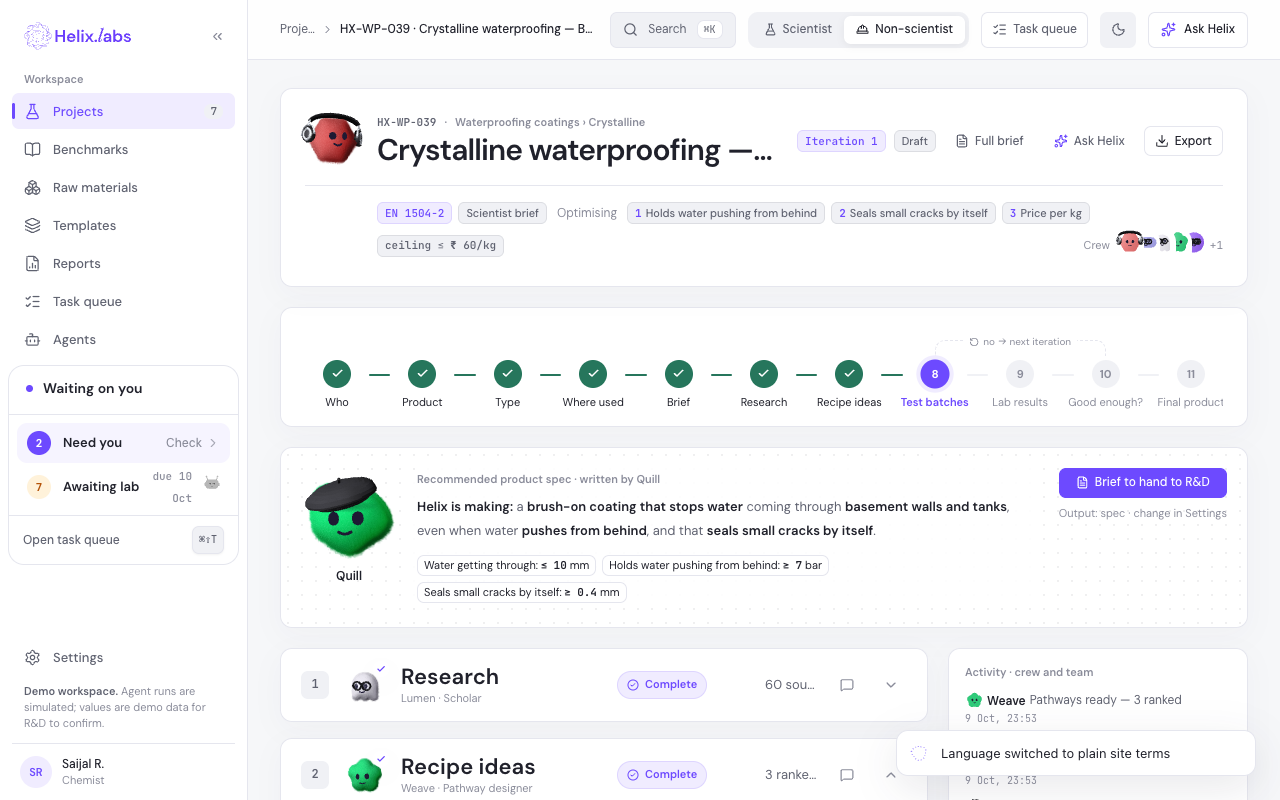 Helix.labs
Workspace
Projects 7
Benchmarks
Raw materials
Templates
Reports
Task queue
Agents
Waiting on you
2 Need you Check
7 Awaiting lab due 10 Oct
Open task queue ⌘⇧T
Settings
Demo workspace. Agent runs are
simulated; values are demo data for
R&D to confirm.
SR Saijal R.
Chemist
Proje… HX-WP-039 · Crystalline waterproofing — B…
Search ⌘K
Scientist Non-scientist
Task queue
Ask Helix
HX-WP-039 · Waterproofing coatings › Crystalline
Crystalline waterproofing —…
Iteration 1 Draft Full brief Ask Helix Export
EN 1504-2 Scientist brief Optimising 1 Holds water pushing from behind 2 Seals small cracks by itself 3 Price per kg
ceiling ≤ ₹ 60/kg
Crew +1
no → next iteration
8 9 10 11
Who Product Type Where used Brief Research Recipe ideas Test batches Lab results Good enough? Final product
Recommended product spec · written by Quill
Helix is making: a brush-on coating that stops water coming through basement walls and tanks,
even when water pushes from behind, and that seals small cracks by itself.
Water getting through: ≤ 10 mm Holds water pushing from behind: ≥ 7 bar
Seals small cracks by itself: ≥ 0.4 mm
Quill
Brief to hand to R&D
Output: spec · change in Settings
1 Research
Lumen · Scholar
Complete
60 sou…
2 Recipe ideas
Weave · Pathway designer
Complete
3 ranke…
Activity · crew and team
Weave Pathways ready — 3 ranked
9 Oct, 23:53
Language switched to plain site terms
9 Oct, 23:53